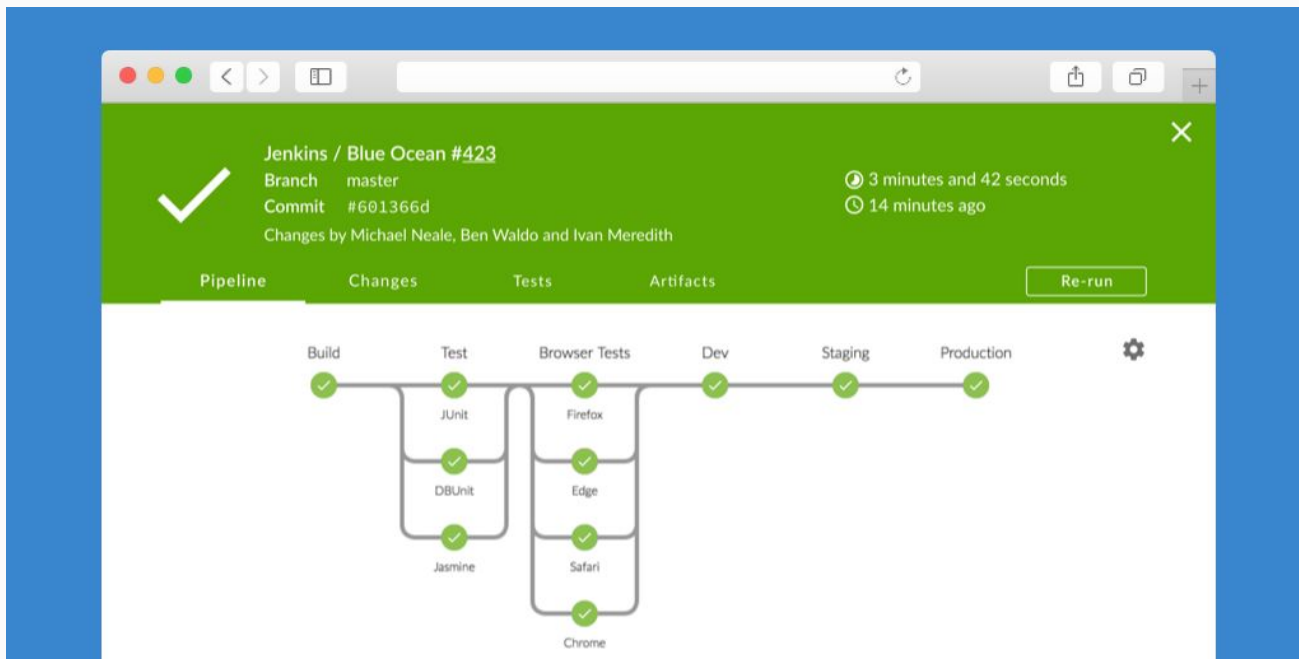 Jenkins / Blue Ocean #423
Branch master
Commit #601366d
Changes by Michael Neale, Ben Waldo and Ivan Meredith
3 minutes and 42 seconds
14 minutes ago
Pipeline Changes Tests Artifacts Re-run
Build Test Browser Tests Dev Staging Production
JUnit Firefox
DBUnit Edge
Jasmine Safari
Chrome